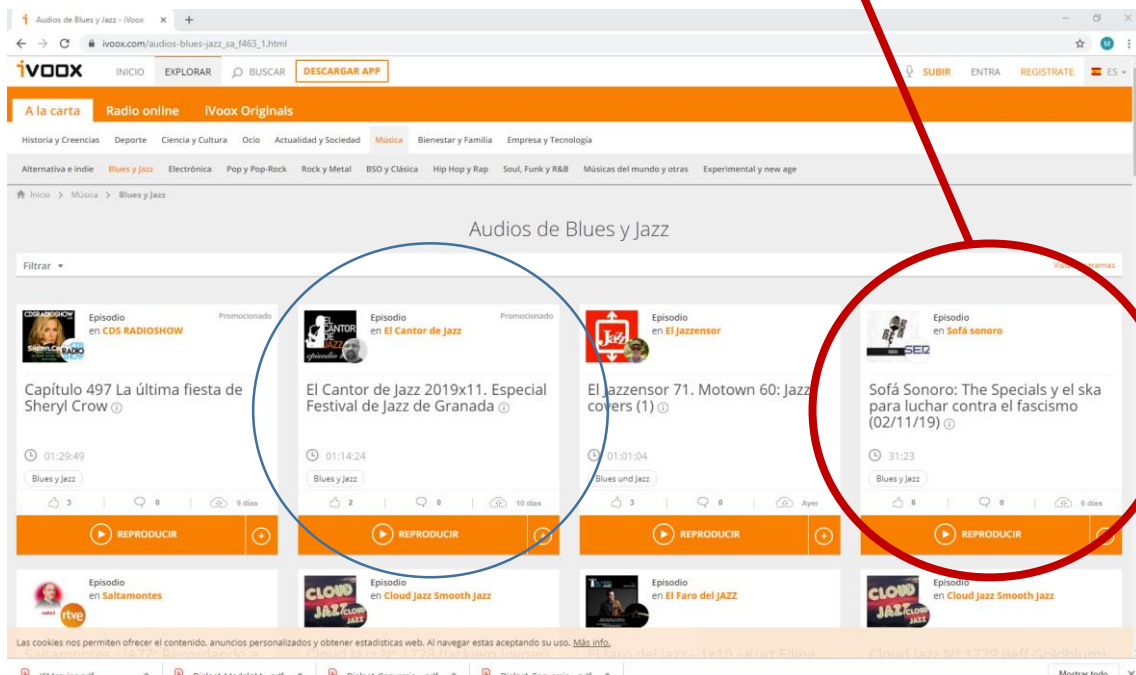 Audios de Blues y Jazz - iVoox
ivoox.com/audios-blues-jazz_sa_f463_1.html
M
ivoox INICIO EXPLORAR BUSCAR DESCARGAR APP SUBIR ENTRA REGISTRATE ES
A la carta Radio online iVoox Originals
Historia y Creencias Deporte Ciencia y Cultura Ocio Actualidad y Sociedad Música Bienestar y Familia Empresa y Tecnología
Alternativa e indie Blues y Jazz Electrónica Pop y Pop-Rock Rock y Metal BSO y Clásica Hip Hop y Rap Soul, Funk y R&B Músicas del mundo y otras Experimental y new age
Inicio > Música > Blues y Jazz
Audios de Blues y Jazz
Filtrar
Episodio
en CDS RADIOSHOW
Promocionado
Capítulo 497 La última fiesta de
Sheryl Crow
01:29:49
Blues y Jazz
3 0 9 días
REPRODUCIR
Episodio
en El Cantor de Jazz
Promocionado
El Cantor de Jazz 2019x11. Especial
Festival de Jazz de Granada
01:14:24
Blues y Jazz
2 0 10 días
REPRODUCIR
Episodio
en El Jazzensor
El Jazzensor 71. Motown 60: Jazz
covers (1)
01:01:04
Blues und Jazz
3 0 Ayer
REPRODUCIR
Episodio
en Sofá sonoro
SER
Sofá Sonoro: The Specials y el ska
para luchar contra el fascismo
(02/11/19)
31:23
Blues y Jazz
6 0 6 días
REPRODUCIR
Episodio
en Saltamontes
rtve
Episodio
en Cloud Jazz Smooth Jazz
CLOUD
JAZZ
Episodio
en El Faro del JAZZ
Episodio
en Cloud Jazz Smooth Jazz
CLOUD
JAZZ
Las cookies nos permiten ofrecer el contenido, anuncios personalizados y obtener estadísticas web. Al navegar estas aceptando su uso. Más info.
Mostrar todo